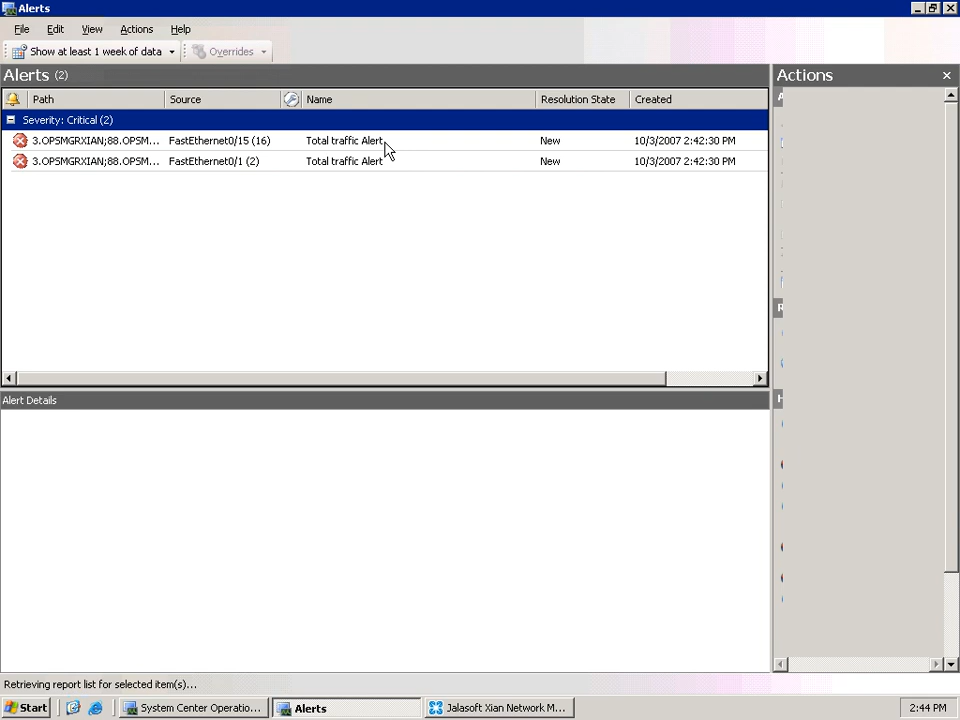 Alerts
File Edit View Actions Help
Show at least 1 week of data Overrides
Alerts (2) Actions
Path Source Name Resolution State Created
Severity: Critical (2)
3.OPSMGRXIAN;88.OPSM... FastEthernet0/15 (16) Total traffic Alert New 10/3/2007 2:42:30 PM
3.OPSMGRXIAN;88.OPSM... FastEthernet0/1 (2) Total traffic Alert New 10/3/2007 2:42:30 PM
Alert Details
Retrieving report list for selected item(s)...
Start System Center Operatio... Alerts Jalasoft Xian Network M... 2:44 PM